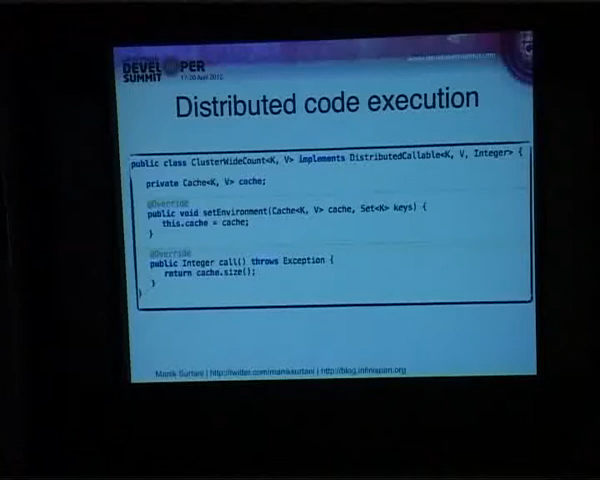 DEVELOPER
SUMMIT
Distributed code execution
public class ClusterWideCount<K, V> implements DistributedCallable<K, V, Integer> {
private Cache<K, V> cache;
@Override
public void setEnvironment(Cache<K, V> cache, Set<K> keys) {
this.cache = cache;
}
@Override
public Integer call() throws Exception {
return cache.size();
}
}
Manik Surtani | http://twitter.com/maniksurtani | http://blog.infinispan.org